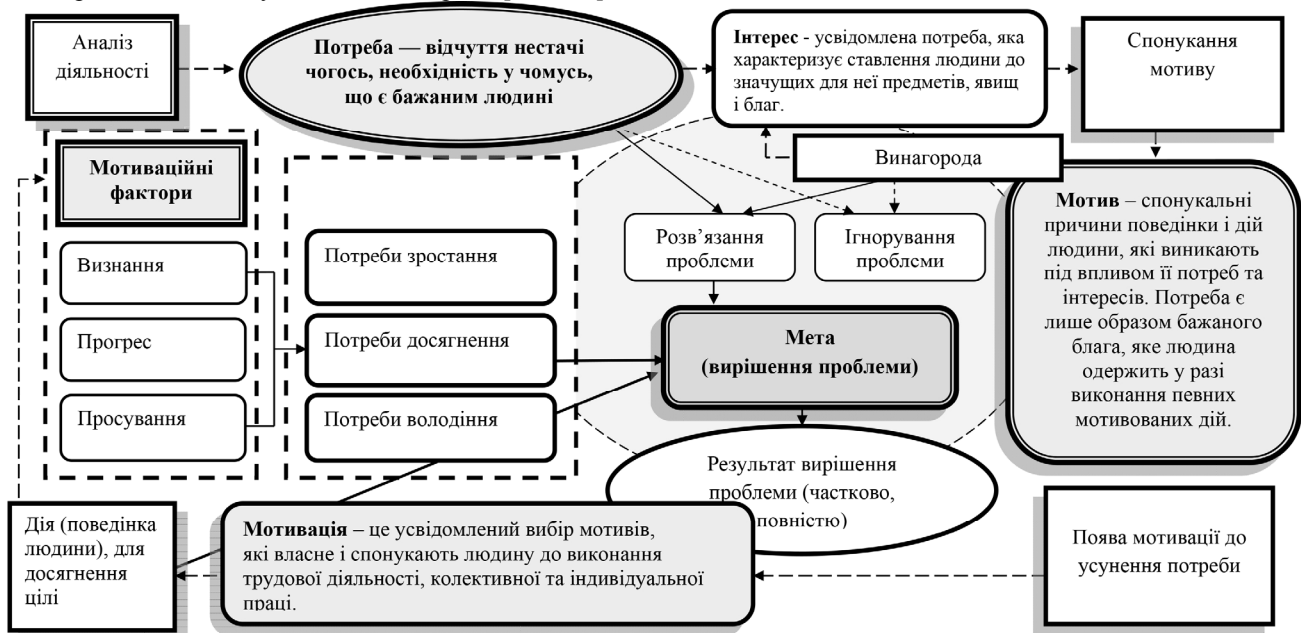 Аналіз
діяльності
Потреба — відчуття нестачі
чогось, необхідність у чомусь,
що є бажаним людині
Інтерес - усвідомлена потреба, яка
характеризує ставлення людини до
значущих для неї предметів, явищ
і благ.
Спонукання
мотиву
Мотиваційні
фактори
Винагорода
Визнання
Прогрес
Просування
Потреби зростання
Потреби досягнення
Потреби володіння
Розв’язання
проблеми
Ігнорування
проблеми
Мета
(вирішення проблеми)
Мотив – спонукальні
причини поведінки і дій
людини, які виникають
під впливом її потреб та
інтересів. Потреба є
лише образом бажаного
блага, яке людина
одержить у разі
виконання певних
мотивованих дій.
Результат вирішення
проблеми (частково,
повністю)
Дія (поведінка
людини), для
досягнення
цілі
Мотивація – це усвідомлений вибір мотивів,
які власне і спонукають людину до виконання
трудової діяльності, колективної та індивідуальної
праці.
Поява мотивації до
усунення потреби